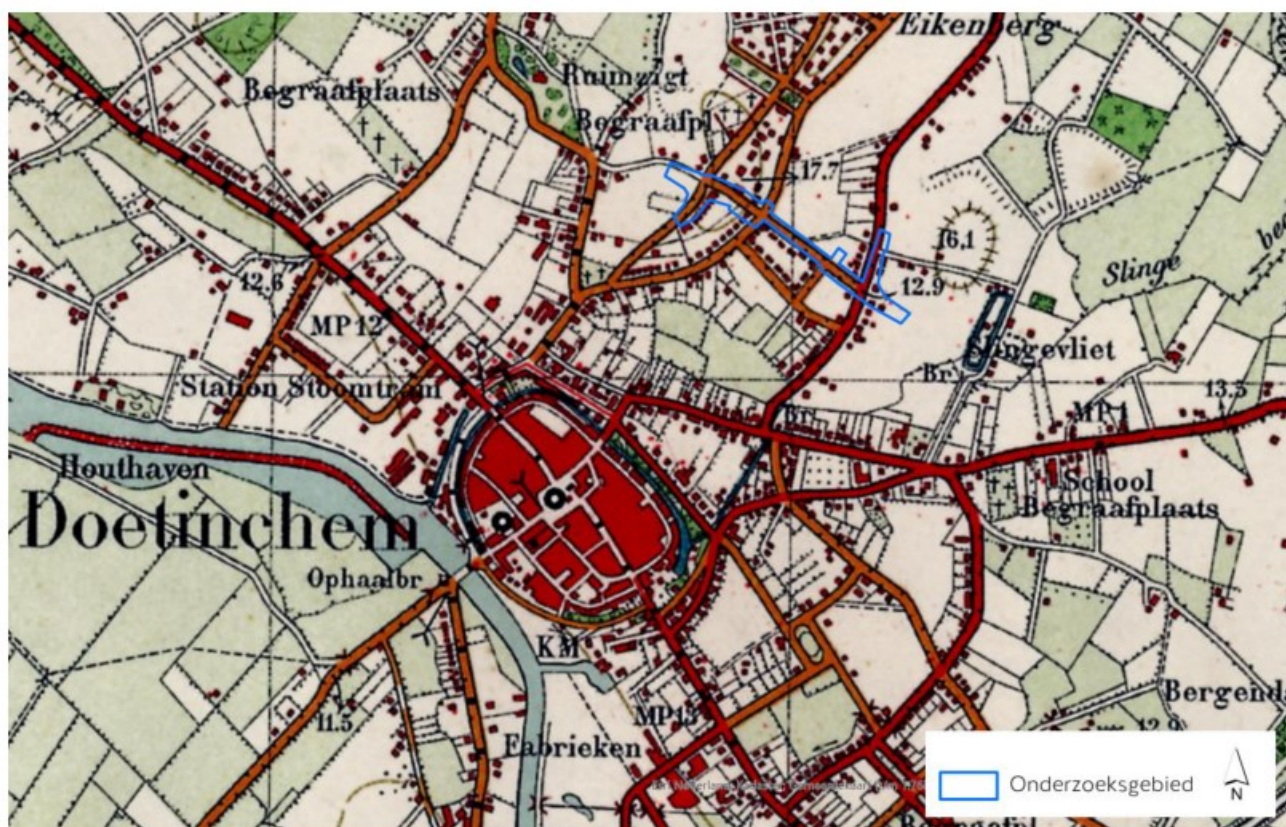 Eikenberg
Ruimzigt
Begraafplaats
Begraafpl
17.7
16.1
Slinge
12.6
12.9
MP 12
Slingevliet
Br.
Station Stoomtram
13.5
MP 1
Br.
Houthaven
School
Begraafplaats
Doetinchem
Ophaalbr
KM
Bergend
11.5
MP 13
12.9
Fabrieken
Onderzoeksgebied
N